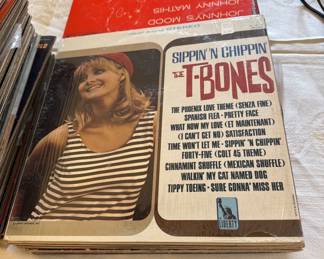 JOHNNY MATHIS
JOHNNY'S MOOD
SIPPIN' 'N CHIPPIN'
THE T-BONES
THE PHOENIX LOVE THEME (SENZA FINE)
SPANISH FLEA • PRETTY FACE
WHAT NOW MY LOVE (ET MAINTENANT)
(I CAN'T GET NO) SATISFACTION
TIME WON'T LET ME • SIPPIN' 'N CHIPPIN'
FORTY-FIVE (COLT 45 THEME)
CINNAMINT SHUFFLE (MEXICAN SHUFFLE)
WALKIN' MY CAT NAMED DOG
TIPPY TOEING • SURE GONNA' MISS HER
LIBERTY